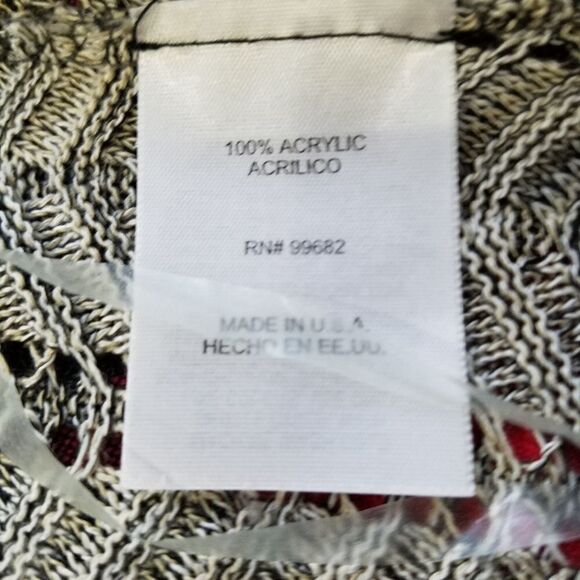 100% ACRYLIC
ACRILICO
RN# 99682
MADE IN U.S.A.
HECHO EN EE.UU.